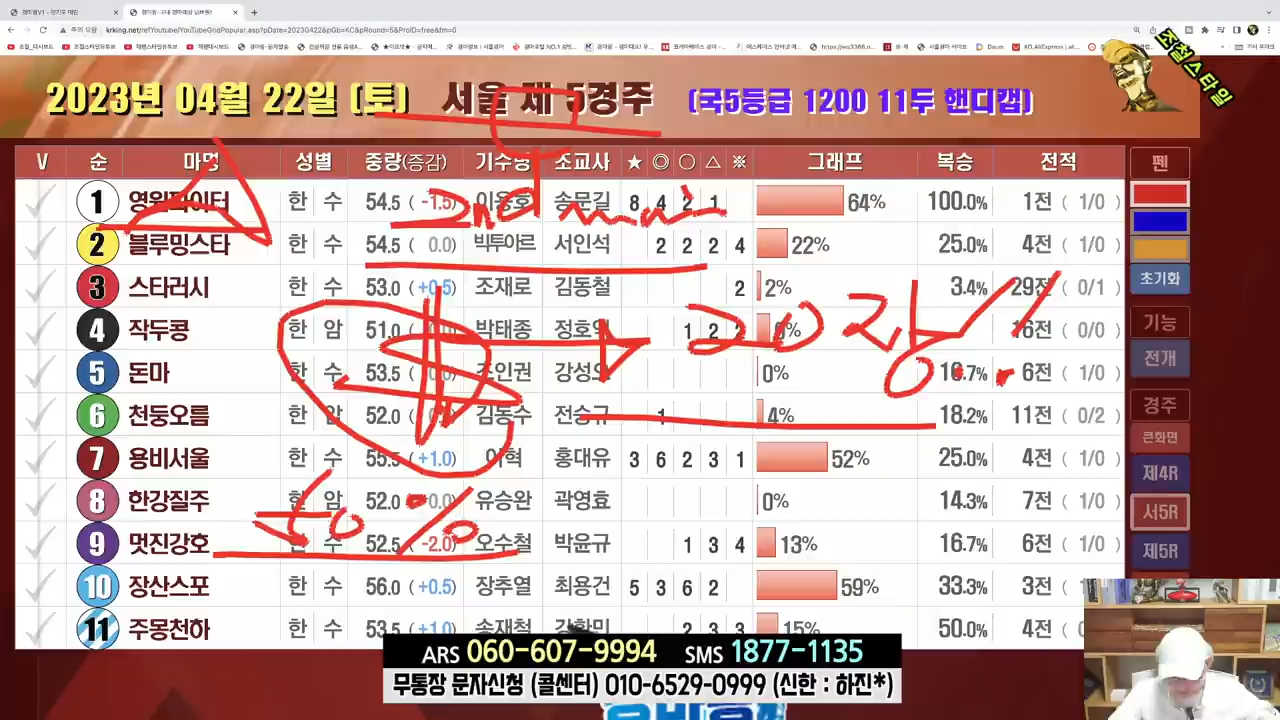 krking.net/refYoutube/YouTubeGridPopular.asp?pDate=20230422&pGb=KC&pRound=5&ProID=free&fm=0
2023년 04월 22일 (토) 서울 제 5경주 (국5등급 1200 11두 핸디캡)
조철스타일
V 순 마명 성별 중량(증감) 기수명 조교사 ★ ◎ ○ △ ※ 그래프 복승 전적 펜
1 한 수 54.5 (-1.5) 이용호 송문길 8 4 2 1 64% 100.0% 1전 (1/0)
2 블루밍스타 한 수 54.5 (0.0) 빅투아르 서인석 2 2 2 4 22% 25.0% 4전 (1/0)
3 스타러시 한 수 53.0 (+0.5) 조재로 김동철 2 2% 3.4% 29전 (0/1) 초기화
4 작두콩 한 암 51.0 박태종 1 2 (0/0) 기능
5 돈마 한 수 53.5 0% 6전 (1/0) 전개
6 천둥오름 한 암 52.0 김동수 전승규 1 4% 18.2% 11전 (0/2) 경주
7 용비서울 한 수 55.5 (+1.0) 이혁 홍대유 3 6 2 3 1 52% 25.0% 4전 (1/0) 큰화면
제4R
8 한강질주 한 암 52.0 유승완 곽영효 0% 14.3% 7전 (1/0) 서5R
9 멋진강호 수 52.5 (-2.0) 오수철 박윤규 1 3 4 13% 16.7% 6전 (1/0) 제5R
10 장산스포 한 수 56.0 (+0.5) 장추열 최용건 5 3 6 2 59% 33.3% 3전
11 주몽천하 한 수 53.5 (+1.0) 송재철 2 3 3 15% 50.0% 4전
2nd
50%
ARS 060-607-9994 SMS 1877-1135
무통장 문자신청 (콜센터) 010-6529-0999 (신한 : 하진*)